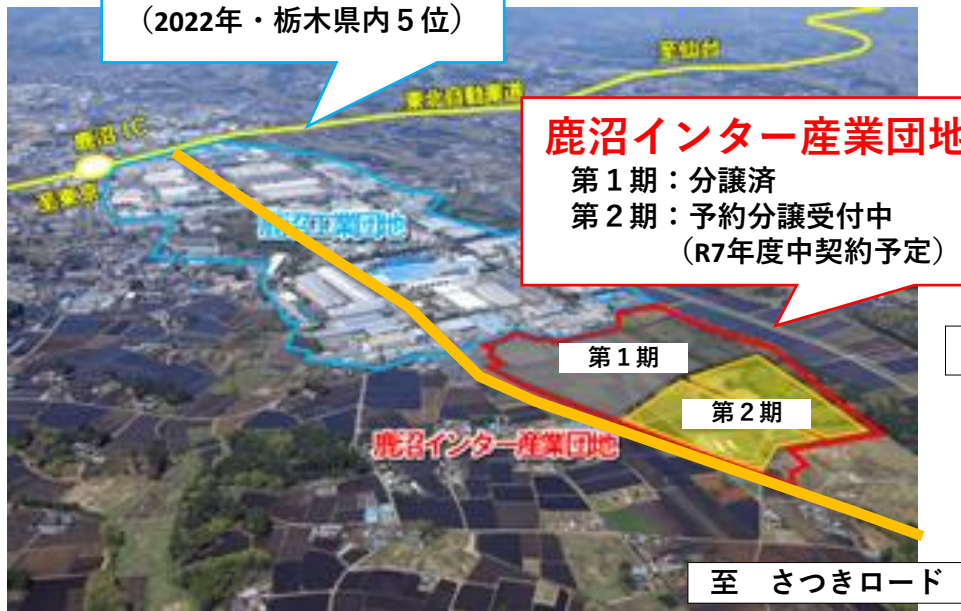 （2022年・栃木県内５位）
至仙台
東北自動車道
鹿沼IC
至東京
鹿沼インター産業団地
第１期：分譲済
第２期：予約分譲受付中
（R7年度中契約予定）
鹿沼工業団地
第１期
第２期
鹿沼インター産業団地
至　さつきロード